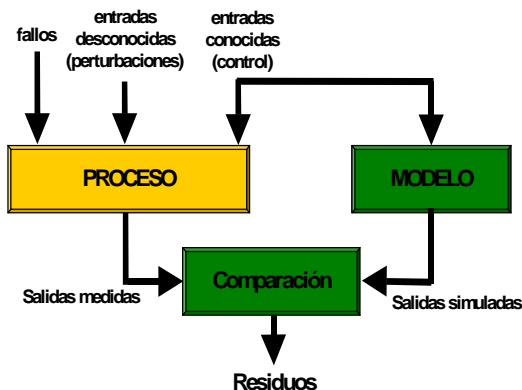 fallos
entradas
desconocidas
(perturbaciones)
entradas
conocidas
(control)
PROCESO
MODELO
Comparación
Salidas medidas
Salidas simuladas
Residuos